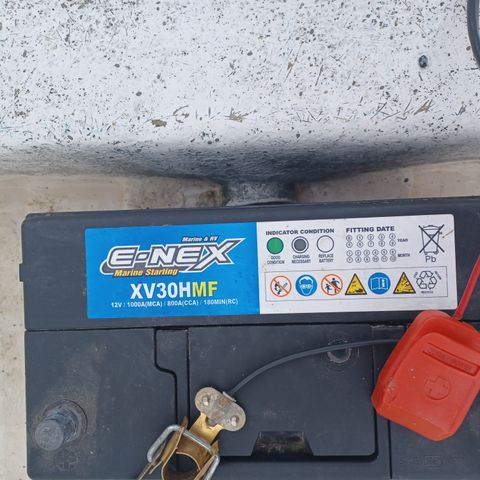 Marine & RV
E-NEX
Marine Starting
XV30HMF
12V / 1000A(MCA) / 800A(CCA) / 180MIN(RC)
INDICATOR CONDITION
GOOD CONDITION
CHARGING NECESSARY
REPLACE BATTERY
FITTING DATE
YEAR
MONTH
Pb